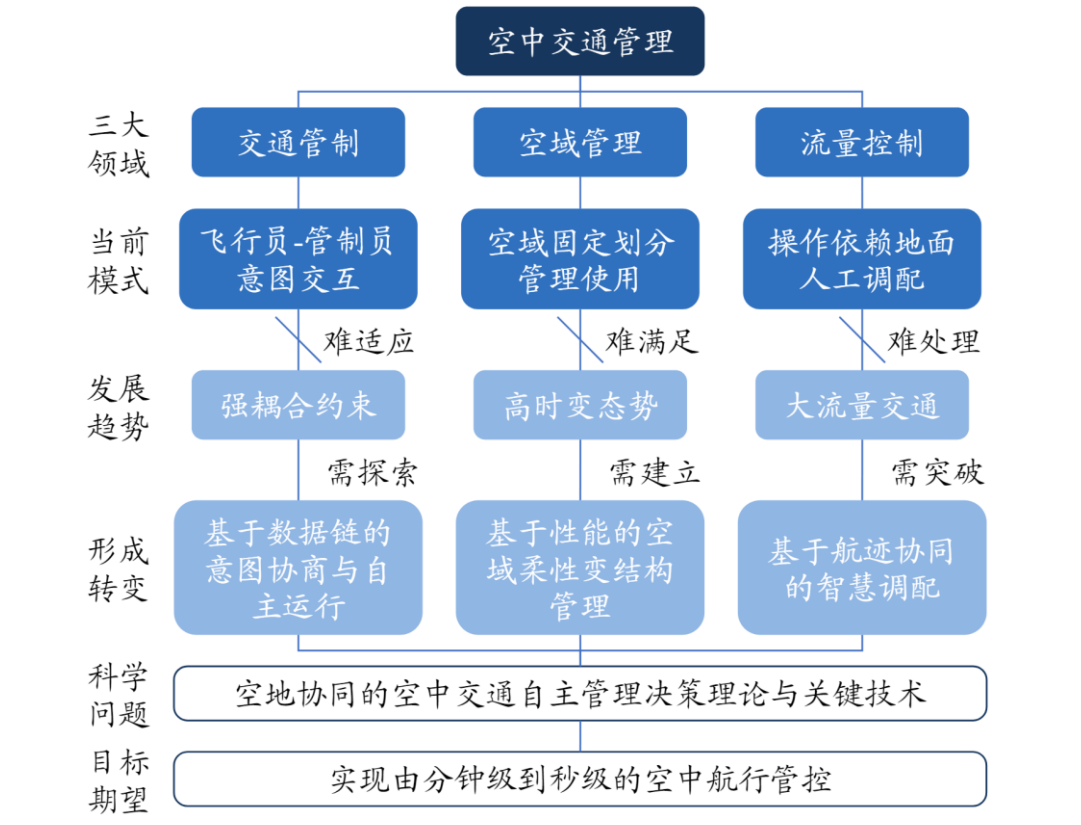 空中交通管理
三大
领域
交通管制
空域管理
流量控制
当前
模式
飞行员-管制员
意图交互
空域固定划分
管理使用
操作依赖地面
人工调配
难适应
难满足
难处理
发展
趋势
强耦合约束
高时变态势
大流量交通
需探索
需建立
需突破
形成
转变
基于数据链的
意图协商与自
主运行
基于性能的空
域柔性变结构
管理
基于航迹协同
的智慧调配
科学
问题
空地协同的空中交通自主管理决策理论与关键技术
目标
期望
实现由分钟级到秒级的空中航行管控